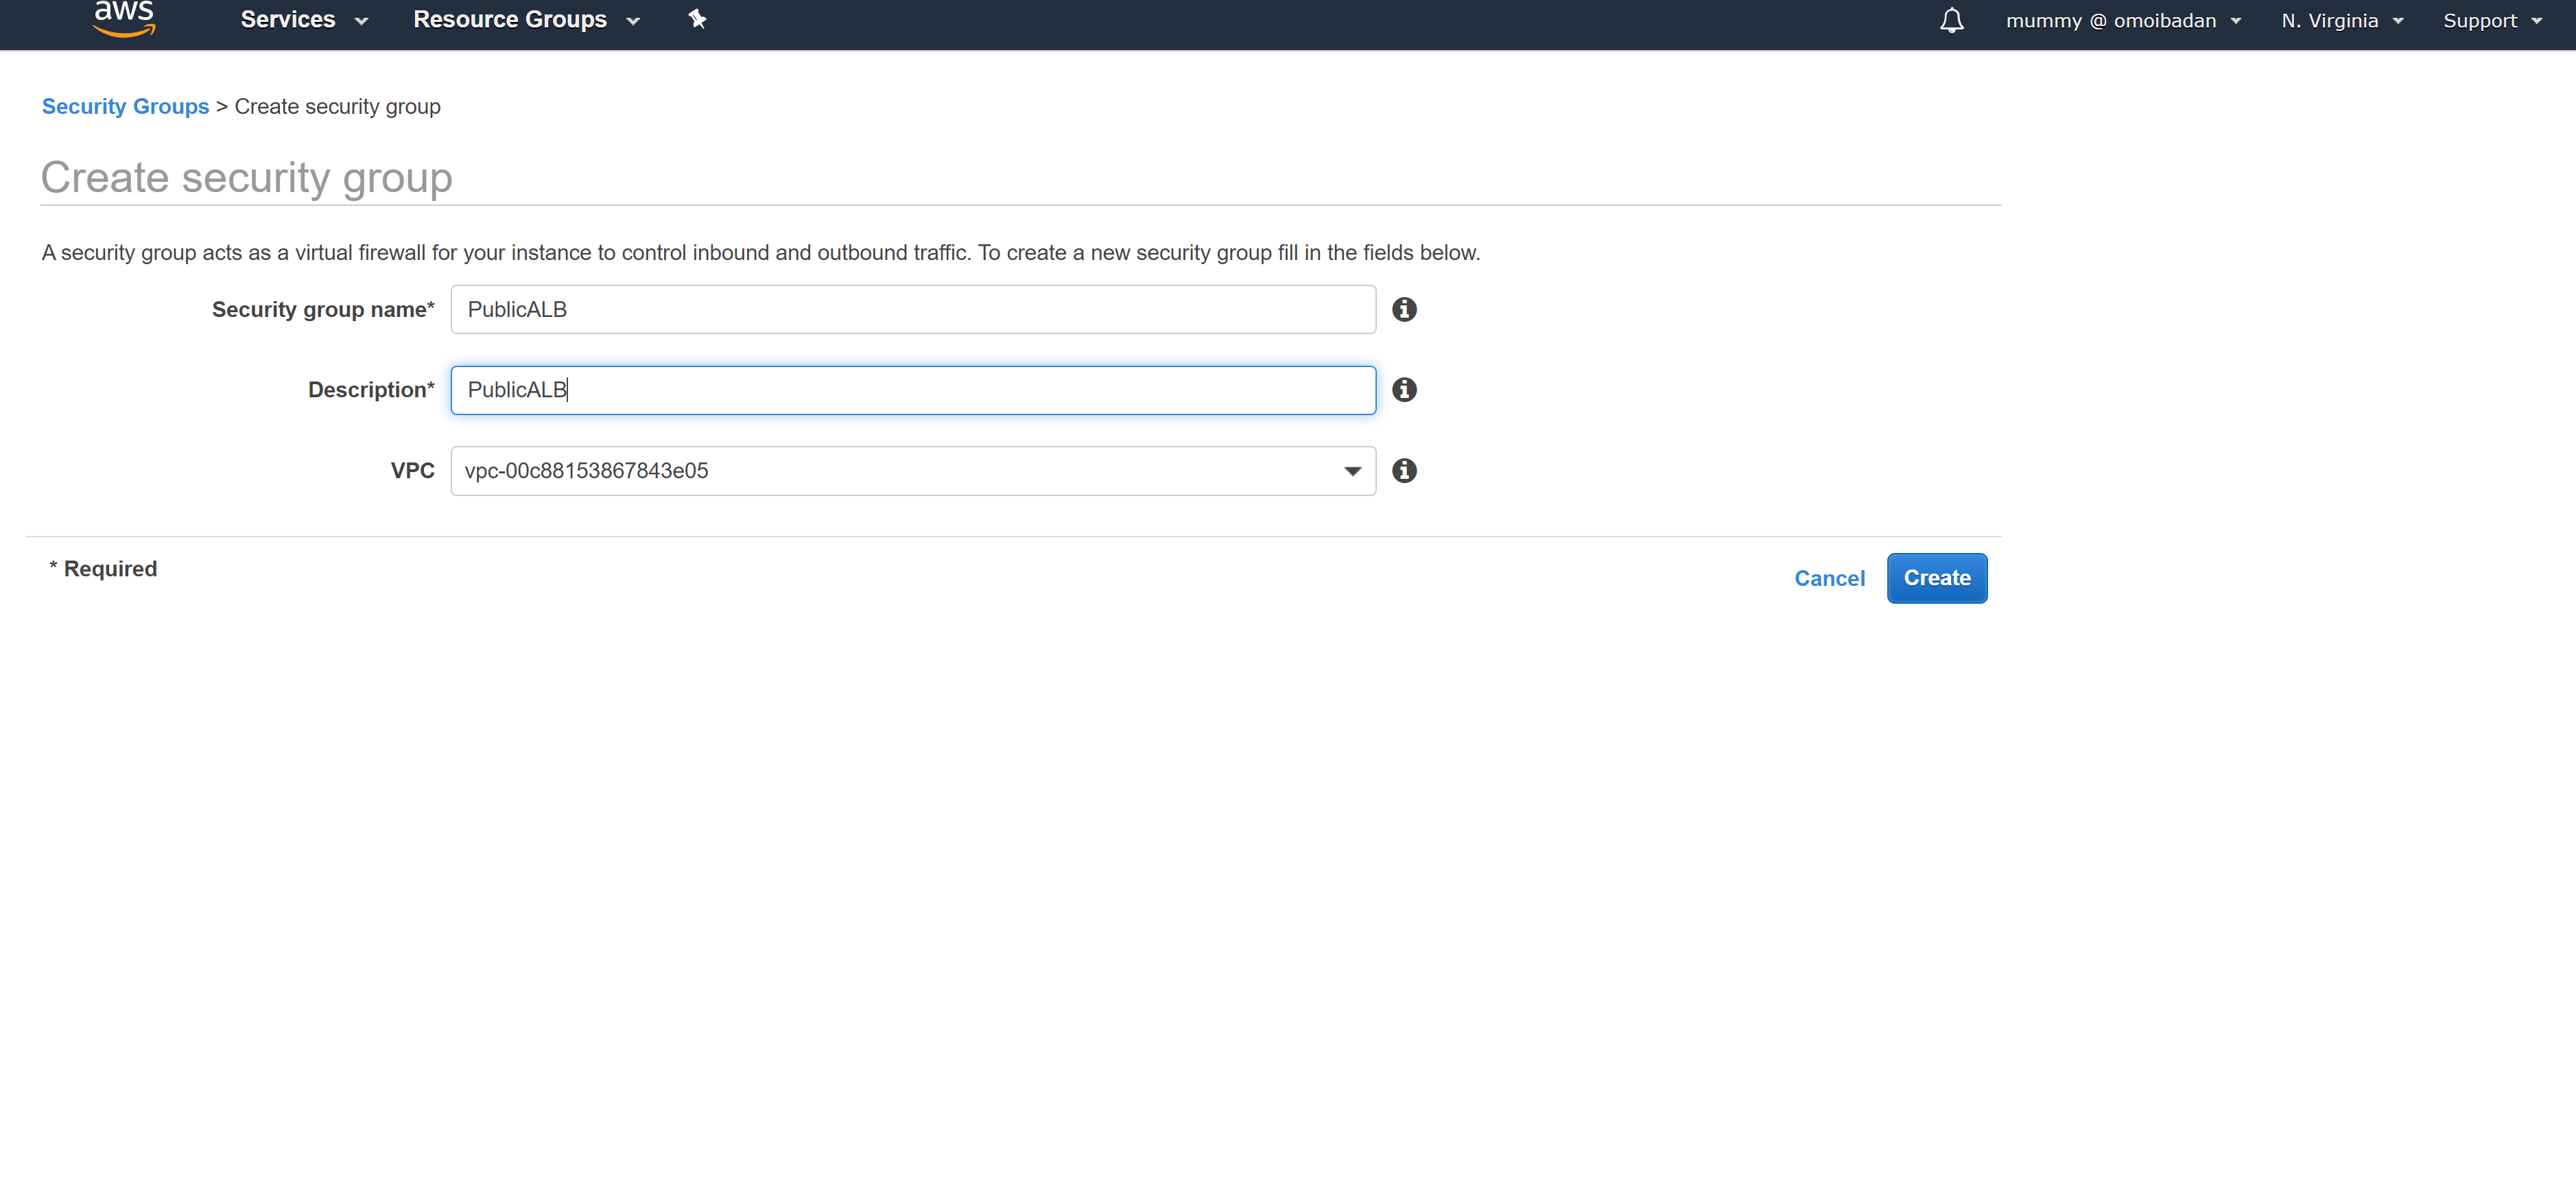 aws Services Resource Groups mummy @ omoibadan N. Virginia Support
Security Groups > Create security group
Create security group
A security group acts as a virtual firewall for your instance to control inbound and outbound traffic. To create a new security group fill in the fields below.
Security group name* PublicALB
Description* PublicALB
VPC vpc-00c88153867843e05
* Required Cancel Create